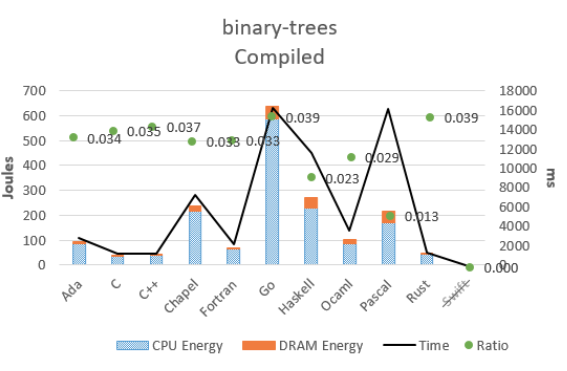 binary-trees
Compiled
700
600
500
400
300
200
100
0
Joules
18000
16000
14000
12000
10000
8000
6000
4000
2000
0
ms
0.034
0.035
0.037
0.033
0.033
0.039
0.023
0.029
0.013
0.039
0.000
Ada
C
C++
Chapel
Fortran
Go
Haskell
Ocaml
Pascal
Rust
Swift
CPU Energy DRAM Energy Time Ratio